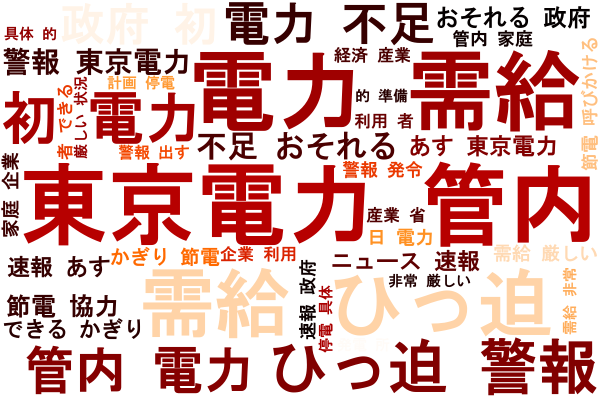 政府 初
電力 不足
おそれる 政府
具体 的
管内 家庭
警報 東京電力
経済 産業
計画 停電
電力 需給
的 準備
初 電力
利用 者
者 できる
厳しい 状況
節電 呼びかける
警報 出す
不足 おそれる
あす 東京電力
家庭 企業
警報 発令
東京電力 管内
産業 省
日 電力
かぎり 節電
企業 利用
ニュース 速報
需給 厳しい
速報 あす
非常 厳しい
需給 ひっ迫
速報 政府
停電 具体
需給 非常
節電 協力
できる かぎり
管内 電力
ひっ迫 警報